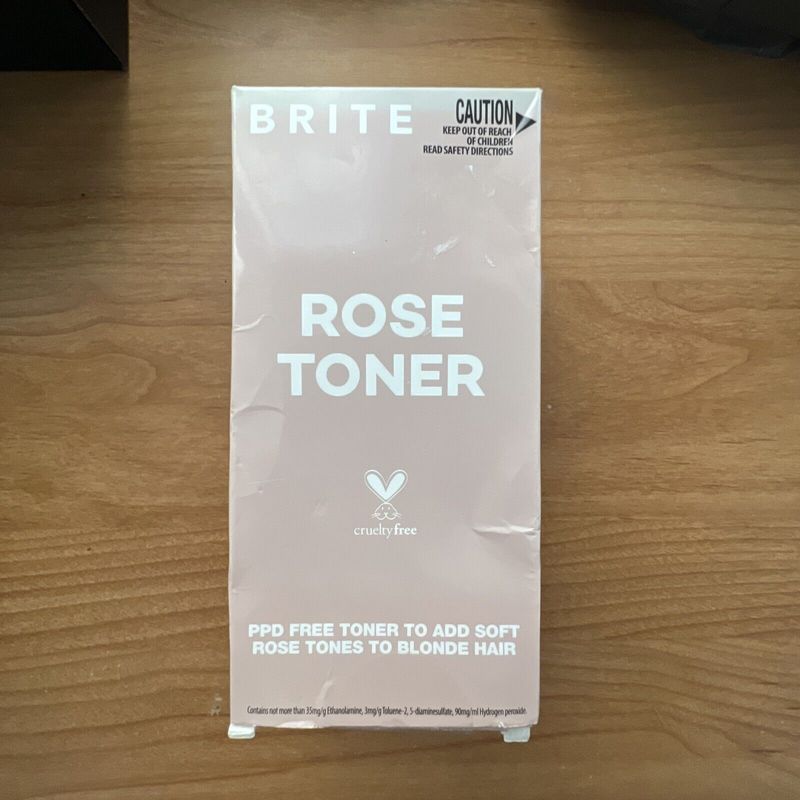 BRITE
CAUTION
KEEP OUT OF REACH
OF CHILDREN
READ SAFETY DIRECTIONS
ROSE
TONER
crueltyfree
PPD FREE TONER TO ADD SOFT
ROSE TONES TO BLONDE HAIR
Contains not more than 35mg/g Ethanolamine, 3mg/g Toluene-2, 5-diaminesulfate, 90mg/ml Hydrogen peroxide.